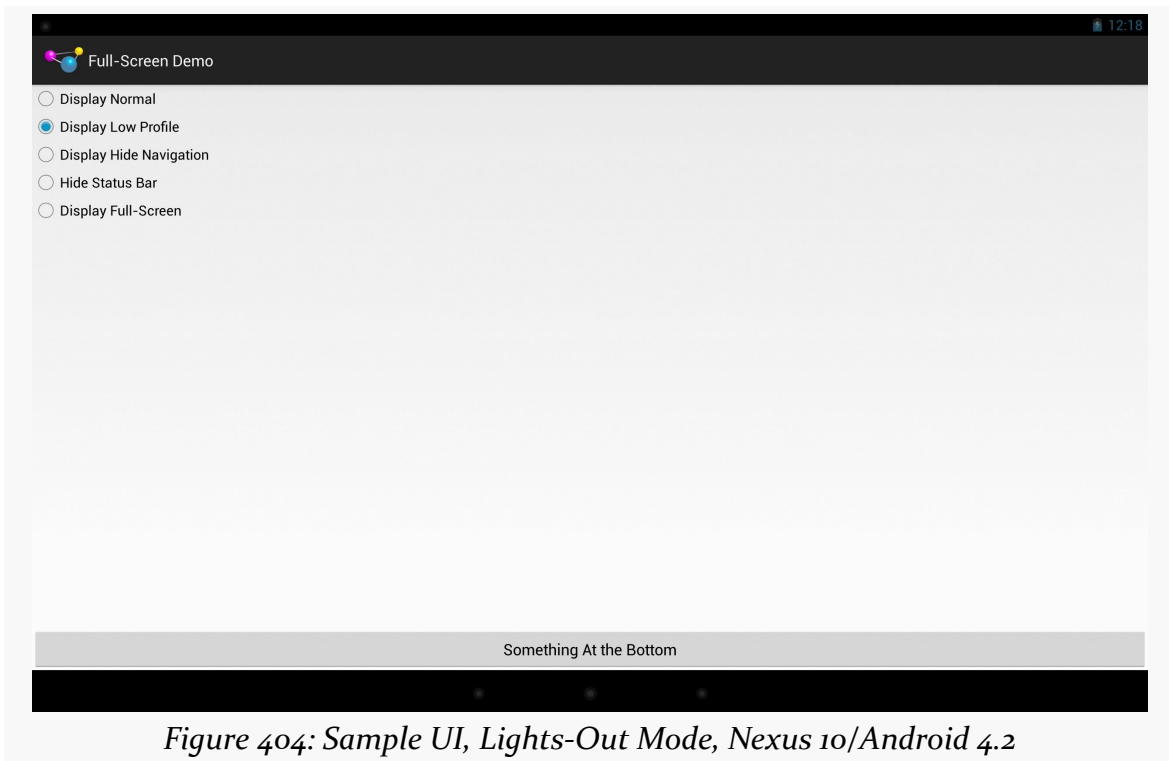 12:18
Full-Screen Demo
Display Normal
Display Low Profile
Display Hide Navigation
Hide Status Bar
Display Full-Screen
Something At the Bottom
Figure 404: Sample UI, Lights-Out Mode, Nexus 10/Android 4.2